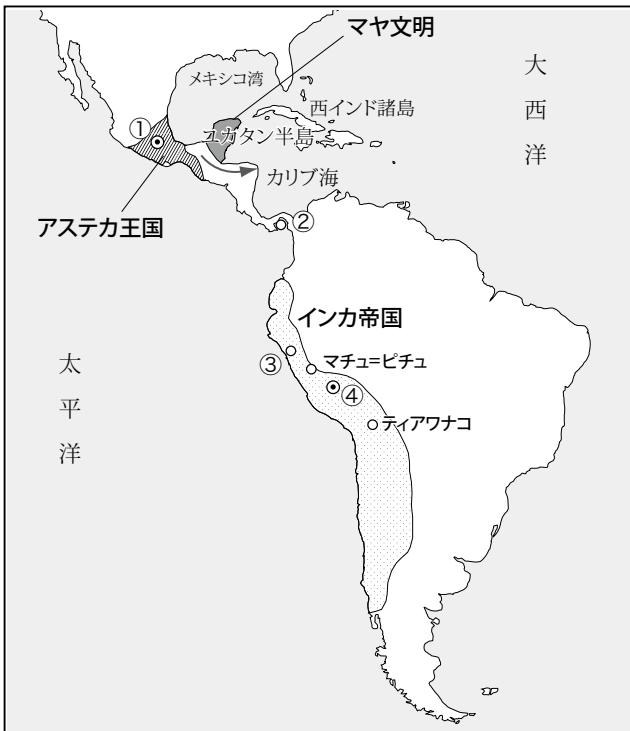 マヤ文明
メキシコ湾
大西洋
西インド諸島
①
ユカタン半島
カリブ海
アステカ王国
②
インカ帝国
太平洋
③
マチュ=ピチュ
④
ティアワナコ